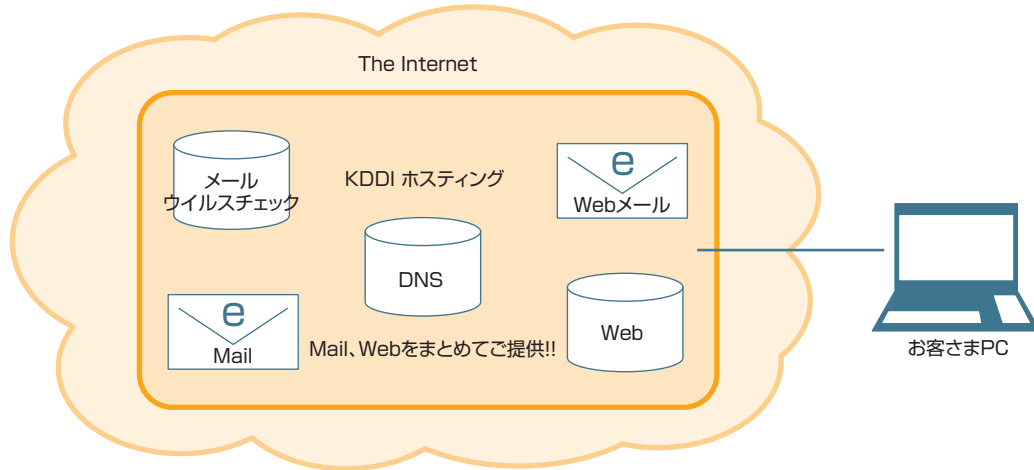 The Internet
メール
ウイルスチェック
KDDI ホスティング
e
Webメール
DNS
e
Mail
Mail、Webをまとめてご提供!!
Web
お客さまPC